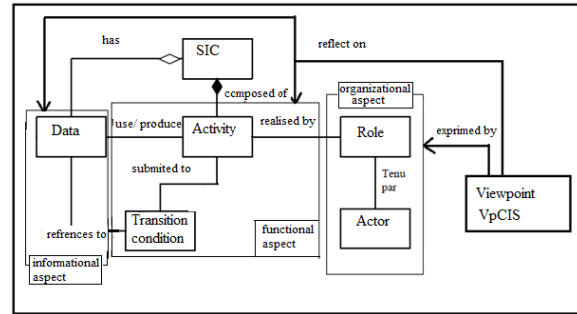 has
SIC
reflect on
composed of
organizational
aspect
Data
use/ produce
Activity
realised by
Role
exprimed by
submited to
Tenu
par
Viewpoint
VpCIS
Transition
condition
Actor
refrences to
functional
aspect
informational
aspect